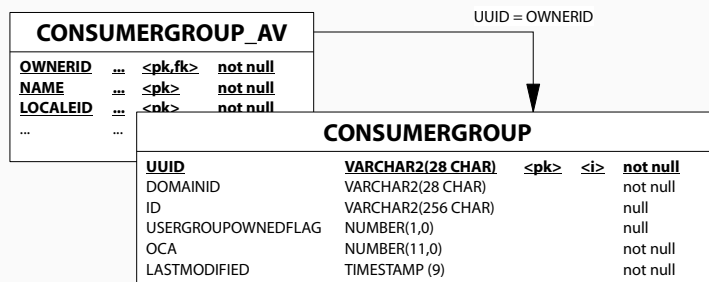 UUID = OWNERID
CONSUMERGROUP_AV
OWNERID ... <pk,fk> not null
NAME ... <pk> not null
LOCALEID ... <pk> not null
... ...
CONSUMERGROUP
UUID VARCHAR2(28 CHAR) <pk> <i> not null
DOMAINID VARCHAR2(28 CHAR) not null
ID VARCHAR2(256 CHAR) null
USERGROUPOWNEDFLAG NUMBER(1,0) null
OCA NUMBER(11,0) not null
LASTMODIFIED TIMESTAMP (9) not null